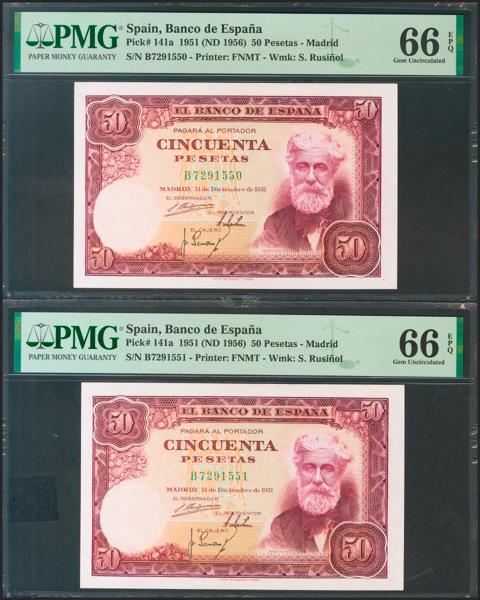 PMG
PAPER MONEY GUARANTY
Spain, Banco de España
Pick# 141a 1951 (ND 1956) 50 Pesetas - Madrid
S/N B7291550 - Printer: FNMT - Wmk: S. Rusiñol
66 EPQ
Gem Uncirculated
50
EL BANCO DE ESPAÑA
50
PAGARÁ AL PORTADOR
CINCUENTA
PESETAS
B7291550
MADRID, 31 de Diciembre de 1951
EL GOBERNADOR
EL INTERVENTOR
EL CAJERO
50
50
PMG
PAPER MONEY GUARANTY
Spain, Banco de España
Pick# 141a 1951 (ND 1956) 50 Pesetas - Madrid
S/N B7291551 - Printer: FNMT - Wmk: S. Rusiñol
66 EPQ
Gem Uncirculated
50
EL BANCO DE ESPAÑA
50
PAGARÁ AL PORTADOR
CINCUENTA
PESETAS
B7291551
MADRID, 31 de Diciembre de 1951
EL GOBERNADOR
EL INTERVENTOR
EL CAJERO
50
50